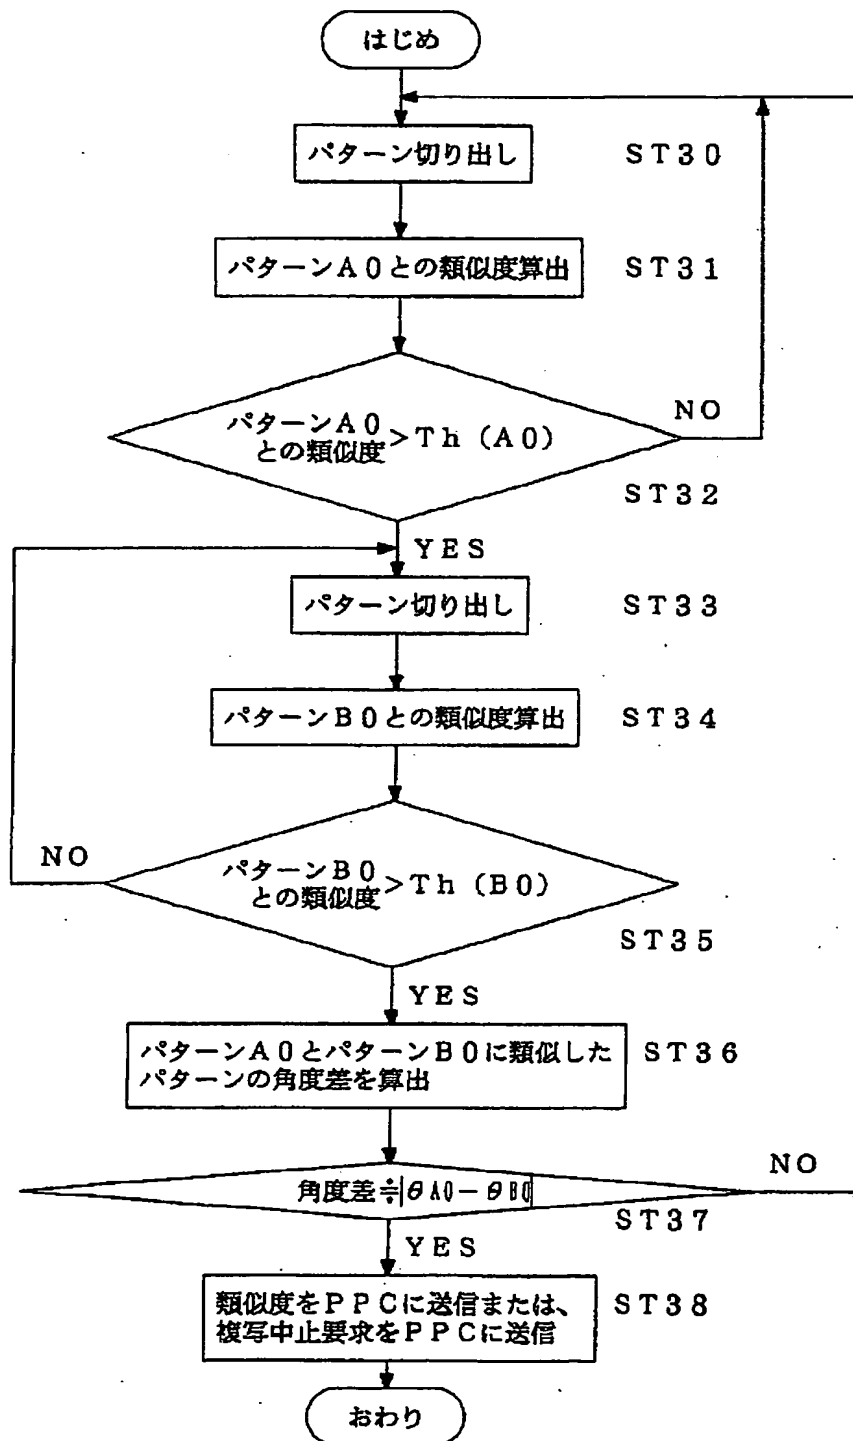 はじめ
パターン切り出し
ST30
パターンA0との類似度算出
ST31
パターンA0
との類似度
>Th(A0)
NO
ST32
YES
パターン切り出し
ST33
パターンB0との類似度算出
ST34
NO
パターンB0
との類似度
>Th(B0)
ST35
YES
パターンA0とパターンB0に類似した
パターンの角度差を算出
ST36
角度差≑|θA0−θB0|
NO
ST37
YES
類似度をPPCに送信または、
複写中止要求をPPCに送信
ST38
おわり